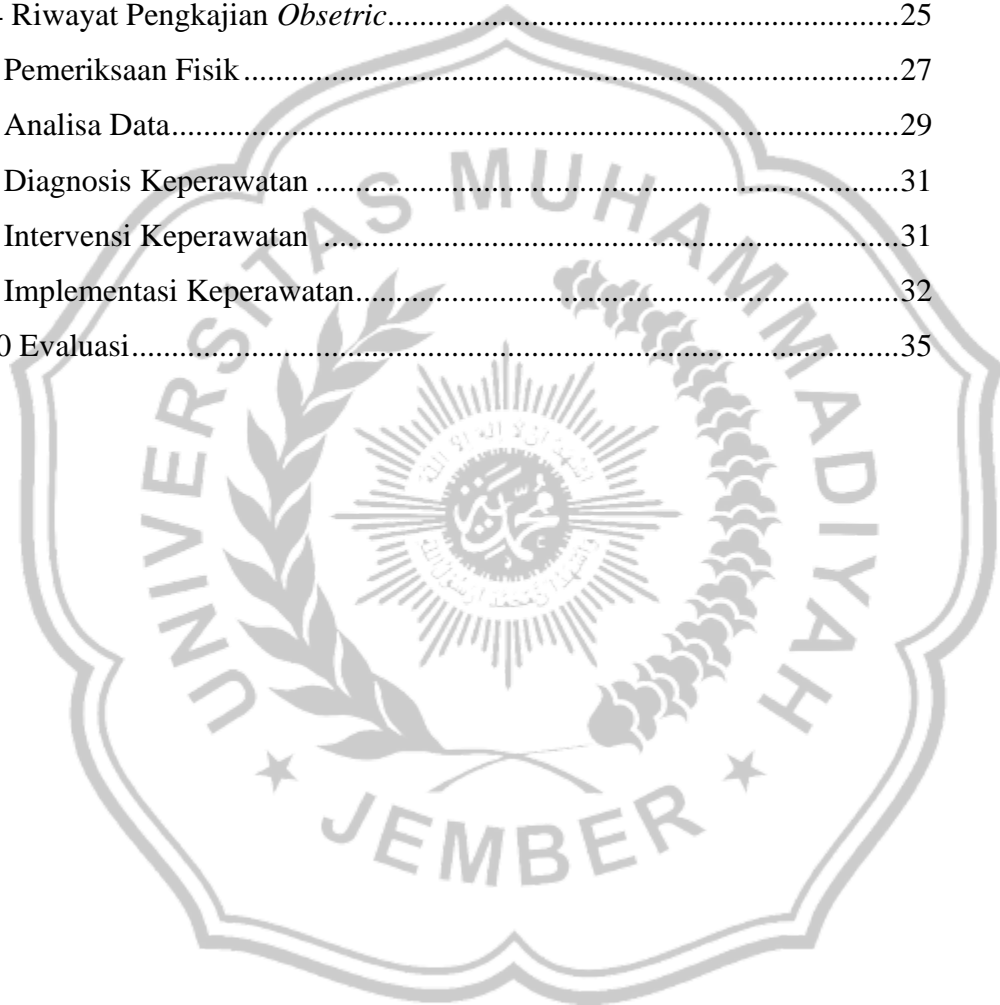 Riwayat Pengkajian Obsetric..................................................................25
Pemeriksaan Fisik....................................................................................27
Analisa Data.............................................................................................29
Diagnosis Keperawatan ...........................................................................31
Intervensi Keperawatan ..........................................................................31
Implementasi Keperawatan......................................................................32
0 Evaluasi..................................................................................................35
UNIVERSITAS MUHAMMADIYAH
JEMBER